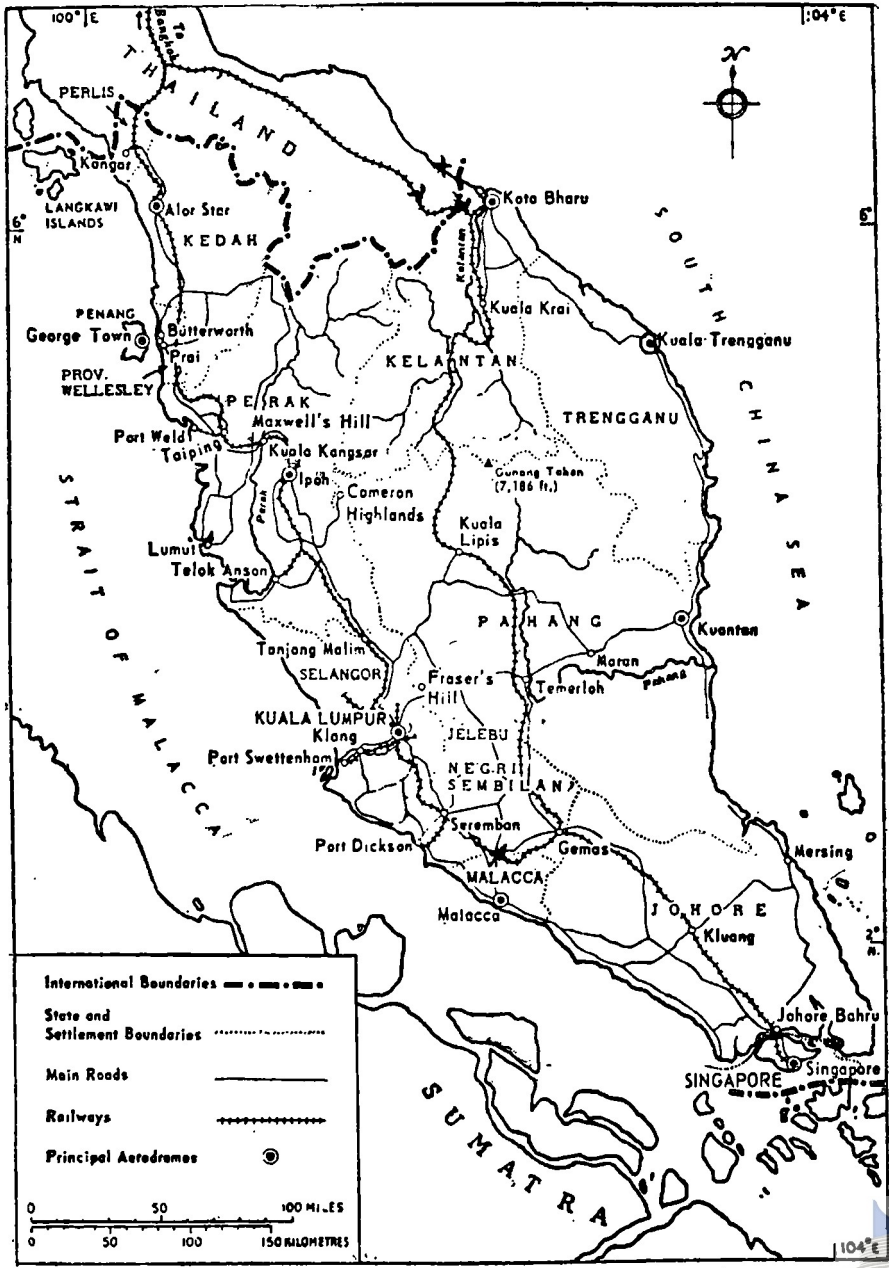 100°E
:04°E
To
Bangkok
THAILAND
N
PERLIS
Kangar
LANGKAWI
ISLANDS
Alor Star
Kota Bharu
6°
N
6°
KEDAH
Kelantan
SOUTH CHINA SEA
PENANG
George Town
Butterworth
Prai
Kuala Krai
Kuala Trengganu
PROV.
WELLESLEY
KELANTAN
PERAK
TRENGGANU
Maxwell's Hill
Port Weld
Taiping
Kuala Kangsar
Ipoh
Gunong Tahan
(7,186 ft.)
Cameron
Highlands
Perak
Kuala
Lipis
Lumut
Telok Anson
STRAIT OF MALACCA
PAHANG
Kuantan
Tanjong Malim
Maran
SELANGOR
Fraser's
Hill
Temerloh
Pahang
KUALA LUMPUR
Klang
JELEBU
Port Swettenham
NEGRI
SEMBILAN
Seremban
Port Dickson
Gemas
Mersing
MALACCA
Malacca
JOHORE
Kluang
2°
N.
Johore Bahru
SINGAPORE
Singapore
SUMATRA
International Boundaries
State and
Settlement Boundaries
Main Roads
Railways
Principal Aerodromes
0 50 100 MILES
0 50 100 150 KILOMETRES
104°E